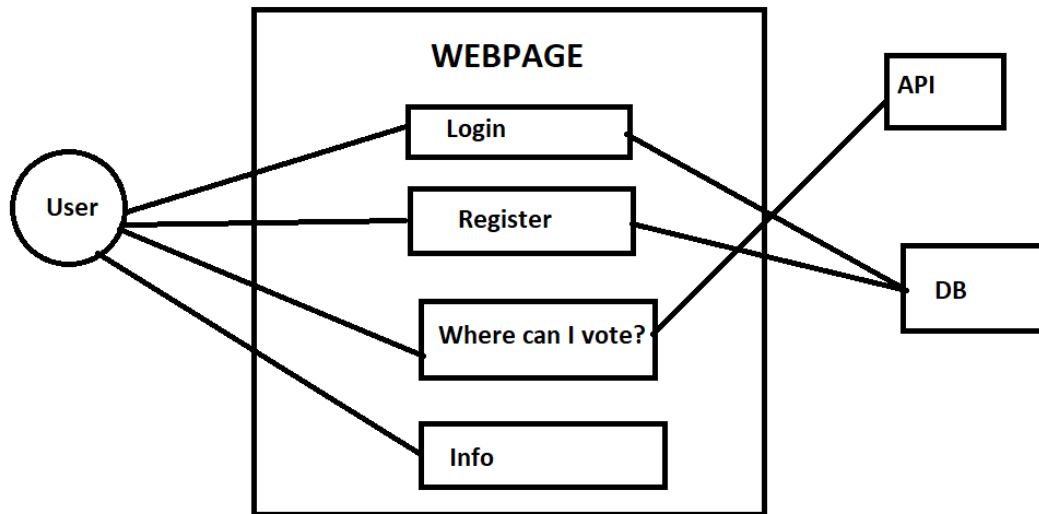 WEBPAGE
API
Login
User
Register
DB
Where can I vote?
Info